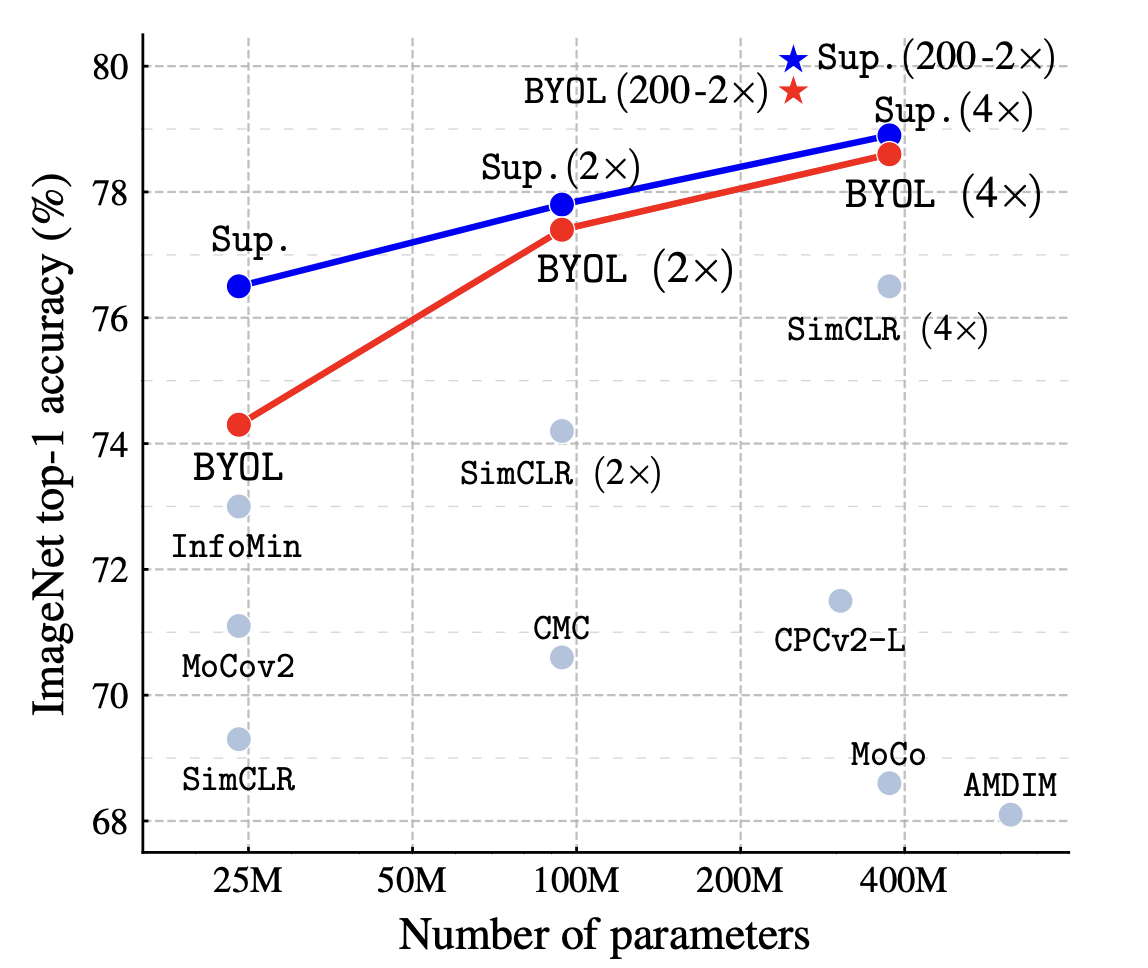 80
Sup.(200-2×)
BYOL (200-2×)
Sup.(4×)
78
Sup.(2×)
BYOL (4×)
Sup.
BYOL (2×)
76
SimCLR (4×)
74
BYOL
SimCLR (2×)
InfoMin
72
CMC
CPCv2-L
MoCov2
70
MoCo
SimCLR
AMDIM
68
25M 50M 100M 200M 400M
Number of parameters
ImageNet top-1 accuracy (%)